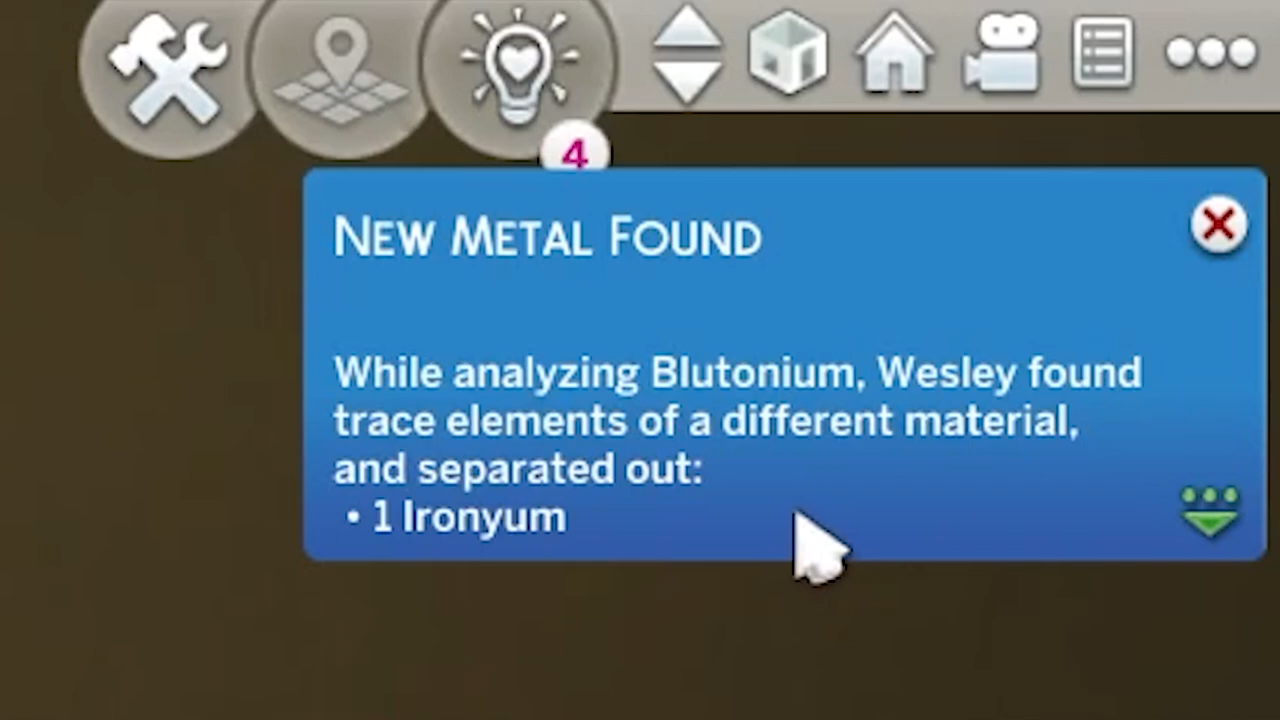 4
New Metal Found
While analyzing Blutonium, Wesley found
trace elements of a different material,
and separated out:
• 1 Ironyum